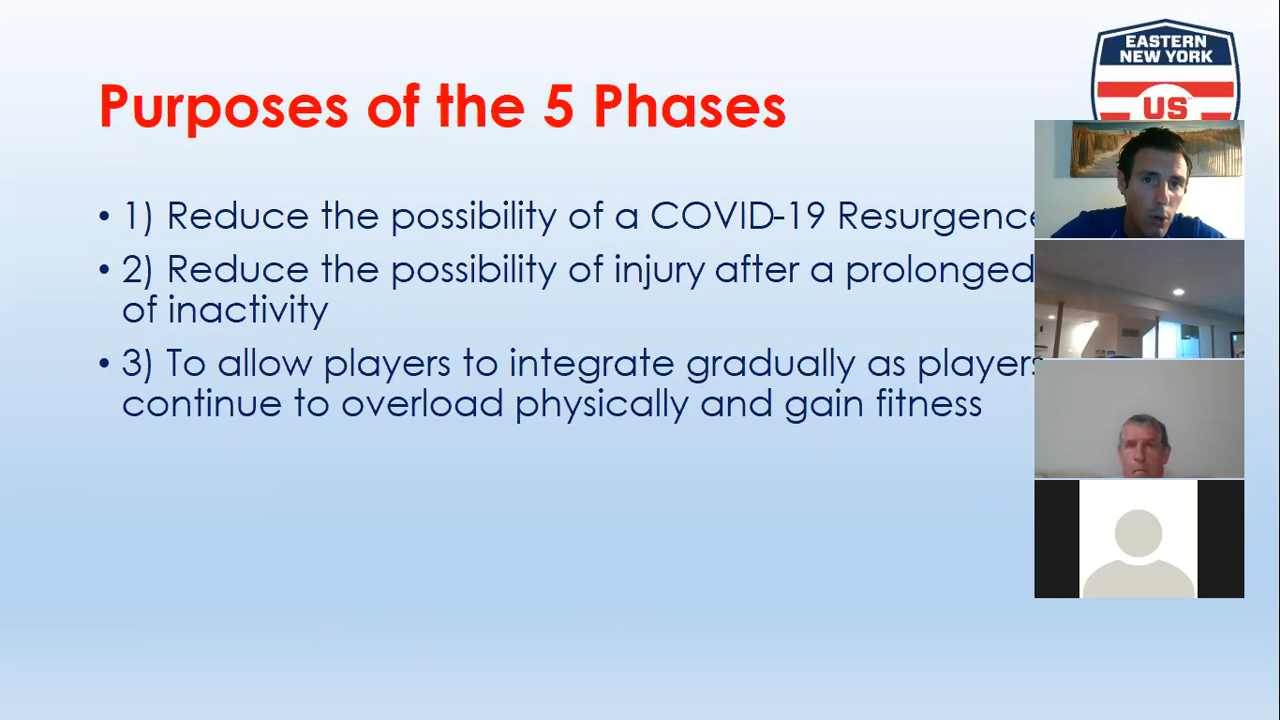 EASTERN
NEW YORK
US
Purposes of the 5 Phases
• 1) Reduce the possibility of a COVID-19 Resurgence
• 2) Reduce the possibility of injury after a prolonged
of inactivity
• 3) To allow players to integrate gradually as players
continue to overload physically and gain fitness